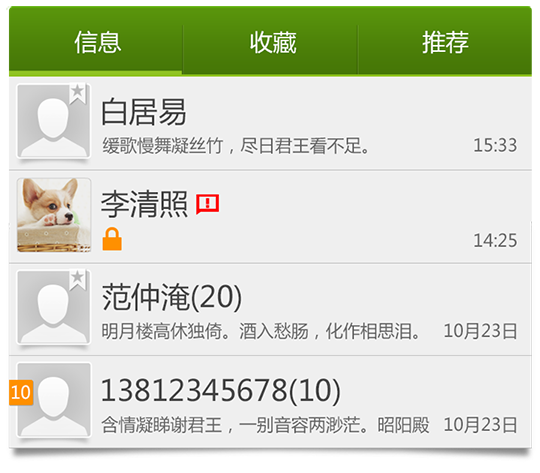 信息 收藏 推荐
白居易
缓歌慢舞凝丝竹，尽日君王看不足。 15:33
李清照
14:25
范仲淹(20)
明月楼高休独倚。酒入愁肠，化作相思泪。 10月23日
13812345678(10)
10
含情凝睇谢君王，一别音容两渺茫。昭阳殿 10月23日